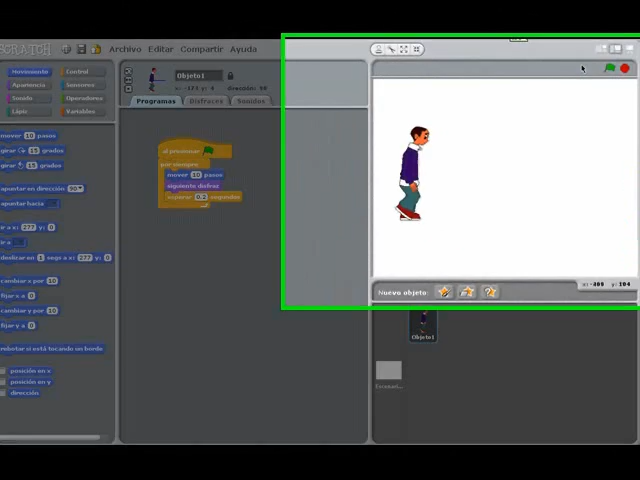 SCRATCH Archivo Editar Compartir Ayuda
Movimiento Control
Apariencia Sensores
Sonido Operadores
Lápiz Variables
mover 10 pasos
girar 15 grados
girar 15 grados
apuntar en dirección 90
apuntar hacia
ir a x: 277 y: 0
ir a
deslizar en 1 segs a x: 277 y: 0
cambiar x por 10
fijar x a 0
cambiar y por 10
fijar y a 0
rebotar si está tocando un borde
posición en x
posición en y
dirección
Objeto1
dirección: 90
Programas Disfraces Sonidos
al presionar
por siempre
mover 10 pasos
siguiente disfraz
esperar 0.2 segundos
Nuevo objeto:
Objeto1